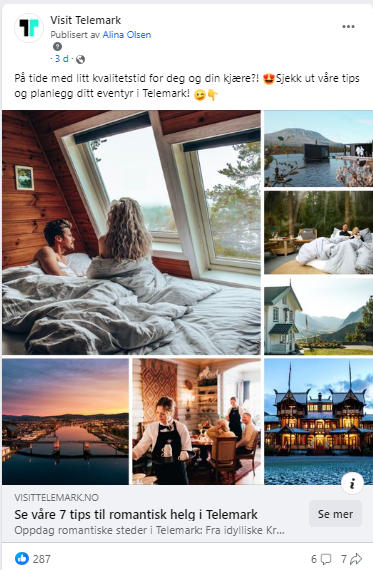 Visit Telemark
Publisert av Alina Olsen
· 3 d ·
På tide med litt kvalitetstid for deg og din kjære?! 😍Sjekk ut våre tips
og planlegg ditt eventyr i Telemark! 😉👇
VISITTELEMARK.NO
Se våre 7 tips til romantisk helg i Telemark
Oppdag romantiske steder i Telemark: Fra idylliske Kr...
Se mer
287
6
7